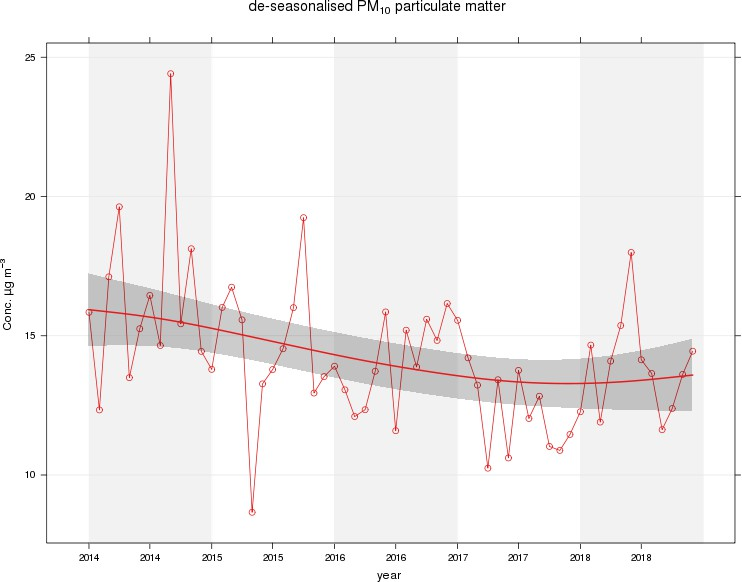 de-seasonalised PM₁₀ particulate matter
25
20
15
10
Conc. µg m⁻³
2014 2014 2015 2015 2016 2016 2017 2017 2018 2018
year